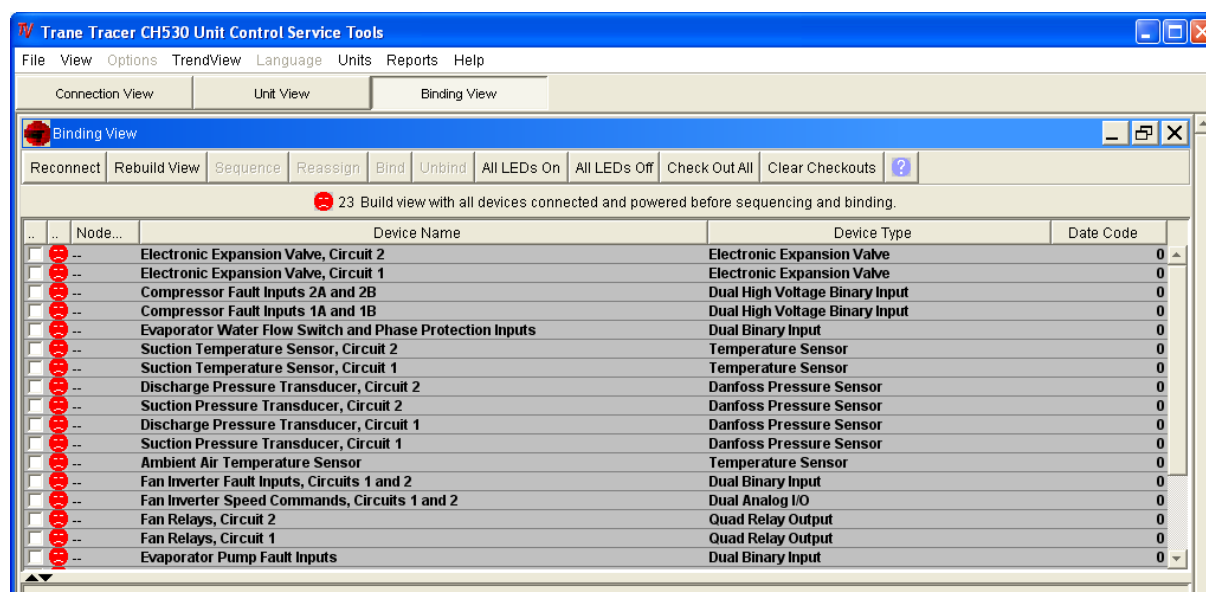 Trane Tracer CH530 Unit Control Service Tools
File View Options TrendView Language Units Reports Help
Connection View Unit View Binding View
Binding View
Reconnect Rebuild View Sequence Reassign Bind Unbind All LEDs On All LEDs Off Check Out All Clear Checkouts ?
23 Build view with all devices connected and powered before sequencing and binding.
.. .. Node... Device Name Device Type Date Code
-- Electronic Expansion Valve, Circuit 2 Electronic Expansion Valve 0
-- Electronic Expansion Valve, Circuit 1 Electronic Expansion Valve 0
-- Compressor Fault Inputs 2A and 2B Dual High Voltage Binary Input 0
-- Compressor Fault Inputs 1A and 1B Dual High Voltage Binary Input 0
-- Evaporator Water Flow Switch and Phase Protection Inputs Dual Binary Input 0
-- Suction Temperature Sensor, Circuit 2 Temperature Sensor 0
-- Suction Temperature Sensor, Circuit 1 Temperature Sensor 0
-- Discharge Pressure Transducer, Circuit 2 Danfoss Pressure Sensor 0
-- Suction Pressure Transducer, Circuit 2 Danfoss Pressure Sensor 0
-- Discharge Pressure Transducer, Circuit 1 Danfoss Pressure Sensor 0
-- Suction Pressure Transducer, Circuit 1 Danfoss Pressure Sensor 0
-- Ambient Air Temperature Sensor Temperature Sensor 0
-- Fan Inverter Fault Inputs, Circuits 1 and 2 Dual Binary Input 0
-- Fan Inverter Speed Commands, Circuits 1 and 2 Dual Analog I/O 0
-- Fan Relays, Circuit 2 Quad Relay Output 0
-- Fan Relays, Circuit 1 Quad Relay Output 0
-- Evaporator Pump Fault Inputs Dual Binary Input 0